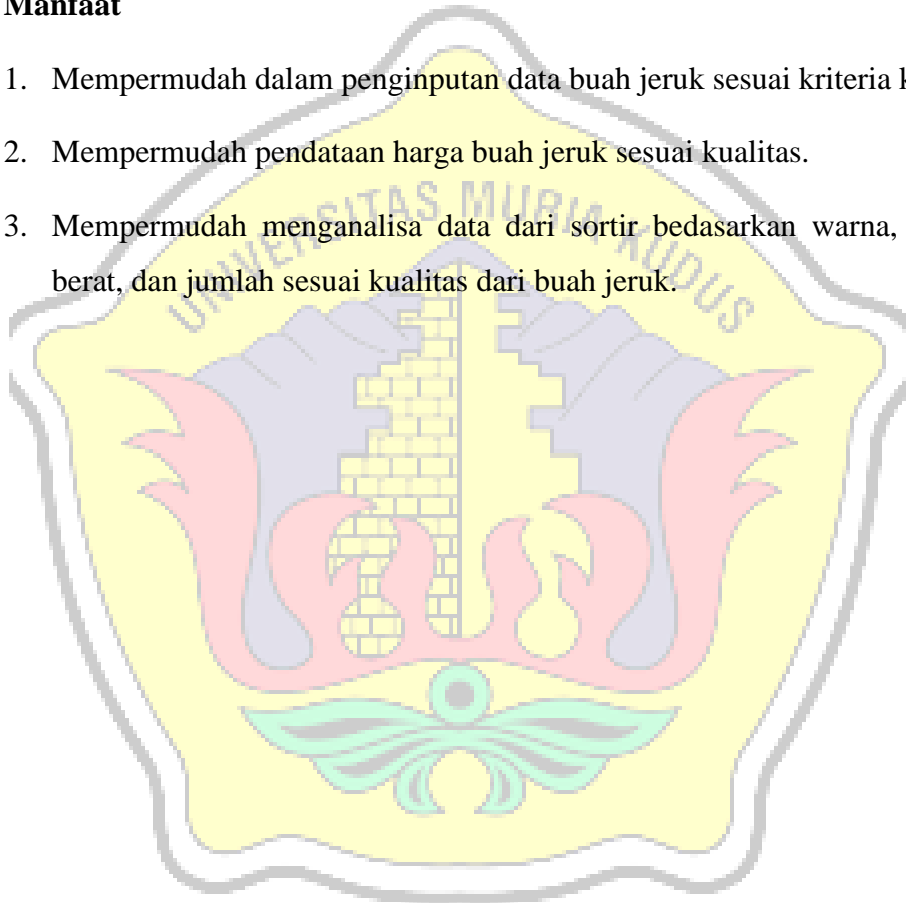 Manfaat
1. Mempermudah dalam penginputan data buah jeruk sesuai kriteria
2. Mempermudah pendataan harga buah jeruk sesuai kualitas.
3. Mempermudah menganalisa data dari sortir bedasarkan warna,
berat, dan jumlah sesuai kualitas dari buah jeruk.
UNIVERSITAS MURIA KUDUS